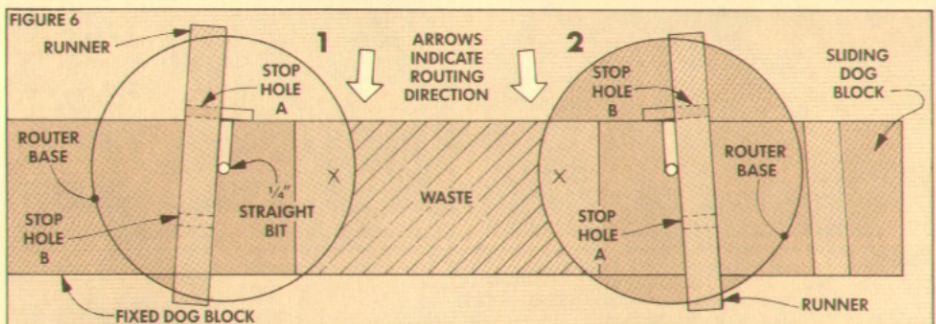 FIGURE 6
RUNNER
STOP
HOLE
A
1
ARROWS
INDICATE
ROUTING
DIRECTION
2
STOP
HOLE
B
SLIDING
DOG
BLOCK
ROUTER
BASE
1/4"
STRAIGHT
BIT
X
WASTE
X
ROUTER
BASE
STOP
HOLE
B
STOP
HOLE
A
FIXED DOG BLOCK
RUNNER